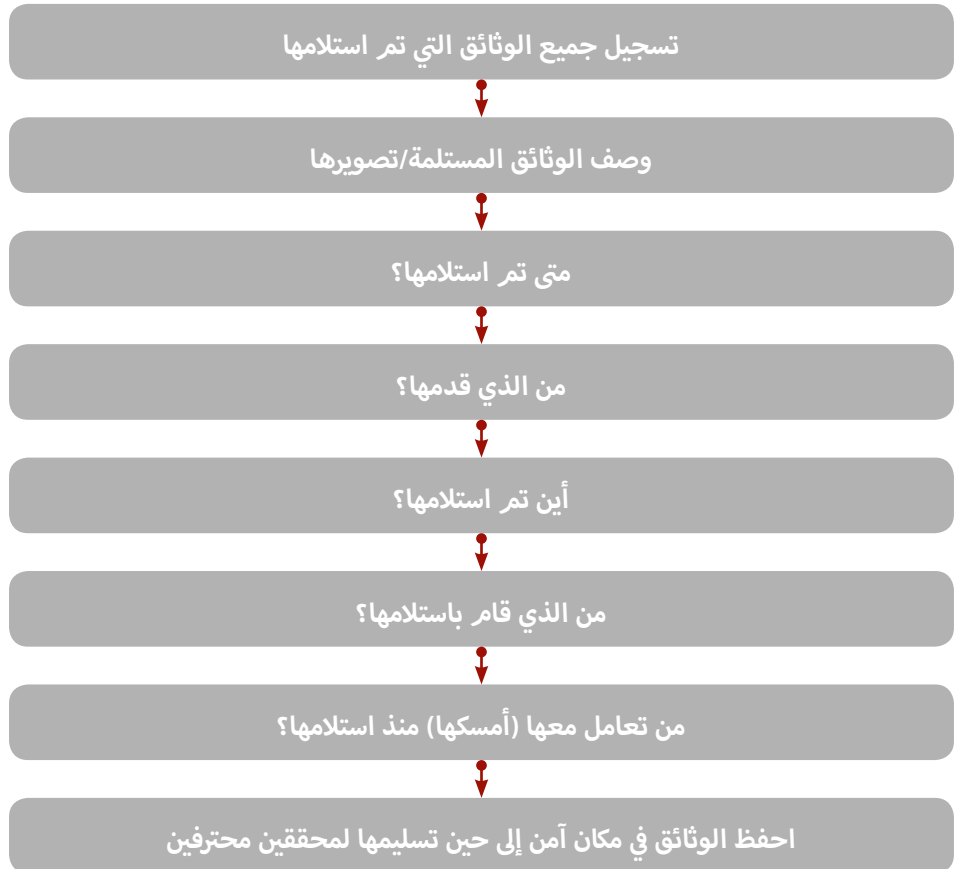 تسجيل جميع الوثائق التي تم استلامها
وصف الوثائق المستلمة/تصويرها
متى تم استلامها؟
من الذي قدمها؟
أين تم استلامها؟
من الذي قام باستلامها؟
من تعامل معها (أمسكها) منذ استلامها؟
احفظ الوثائق في مكان آمن إلى حين تسليمها لمحققين محترفين